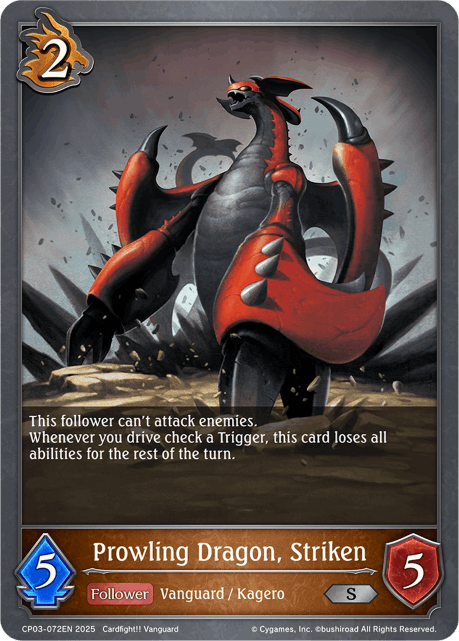 2
This follower can't attack enemies.
Whenever you drive check a Trigger, this card loses all
abilities for the rest of the turn.
Prowling Dragon, Striken
5
Follower Vanguard / Kagero S
5
CP03-072EN 2025 Cardfight!! Vanguard © Cygames, Inc. ©bushiroad All Rights Reserved.